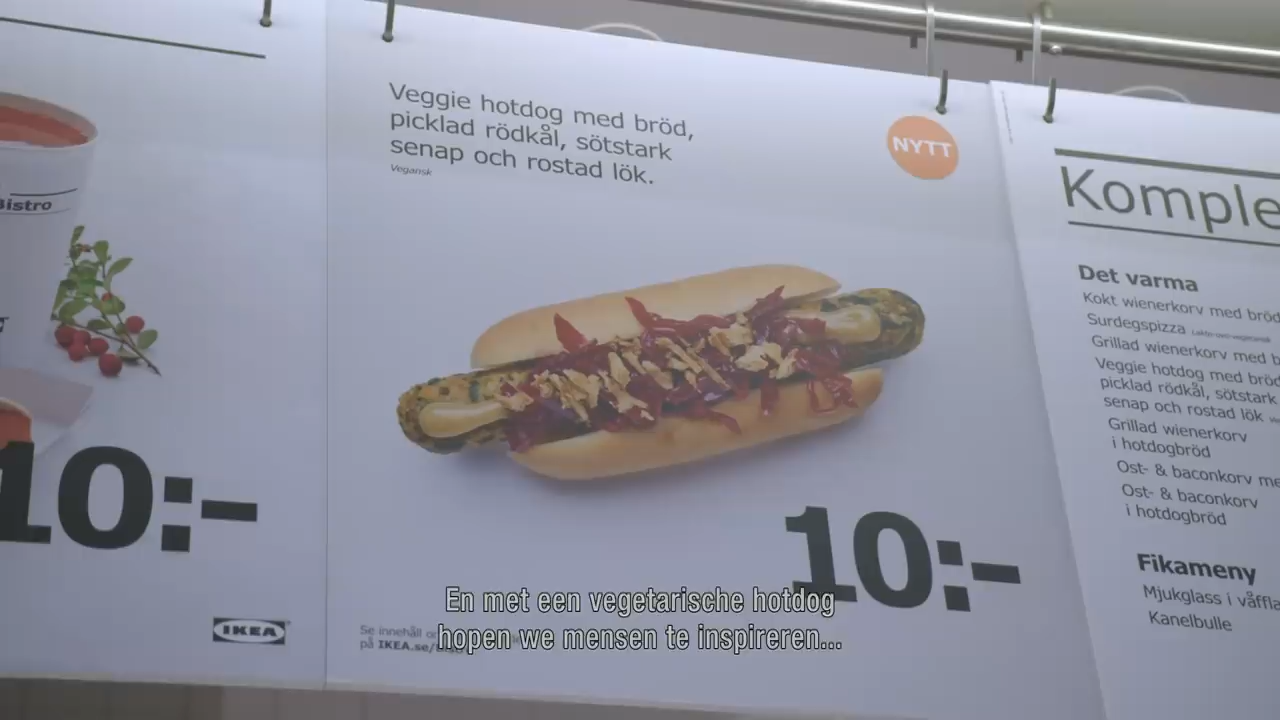 Bistro
10:-
IKEA
Veggie hotdog med bröd,
picklad rödkål, sötstark
senap och rostad lök.
Vegansk
NYTT
10:-
Se innehåll
på IKEA.se/
Komple
Det varma
Kokt wienerkorv med bröd
Surdegspizza
Grillad wienerkorv med b
Veggie hotdog med bröd
picklad rödkål, sötstark
senap och rostad lök
Grillad wienerkorv
i hotdogbröd
Ost- & baconkorv me
Ost- & baconkorv
i hotdogbröd
Fikameny
Mjukglass i våffla
Kanelbulle
En met een vegetarische hotdog
hopen we mensen te inspireren...